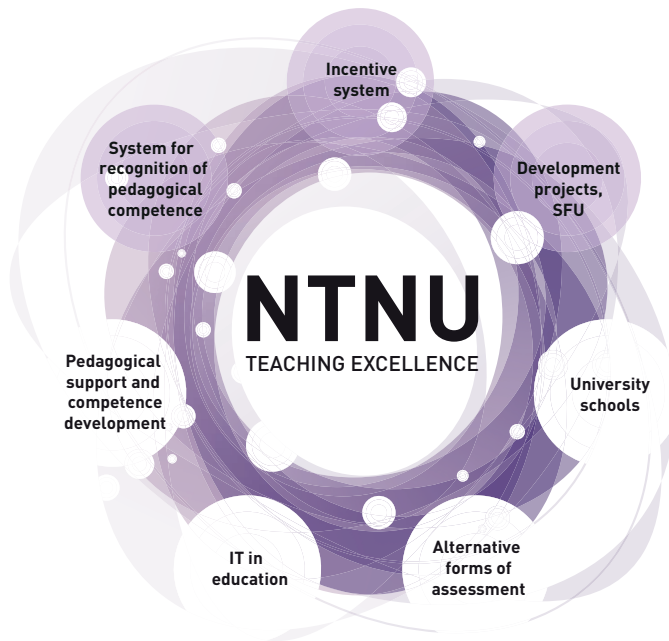 Incentive
system
System for
recognition of
pedagogical
competence
Development
projects,
SFU
NTNU
TEACHING EXCELLENCE
Pedagogical
support and
competence
development
University
schools
IT in
education
Alternative
forms of
assessment